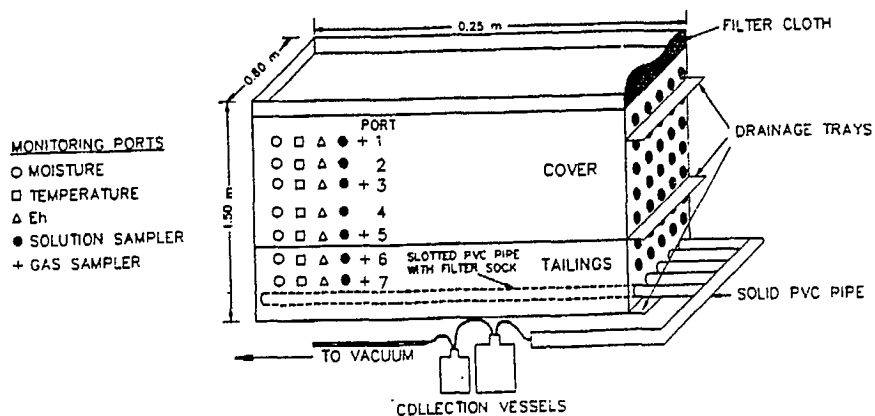 0.25 m
FILTER CLOTH
0.80 m
PORT
MONITORING PORTS
○ MOISTURE
□ TEMPERATURE
△ Eh
● SOLUTION SAMPLER
+ GAS SAMPLER
1.50 m
○ □ △ ● + 1
○ □ △ ● 2
○ □ △ ● + 3
○ □ △ ● 4
○ □ △ ● + 5
○ □ △ ● + 6
○ □ △ ● + 7
COVER
DRAINAGE TRAYS
SLOTTED PVC PIPE
WITH FILTER SOCK
TAILINGS
SOLID PVC PIPE
TO VACUUM
COLLECTION VESSELS